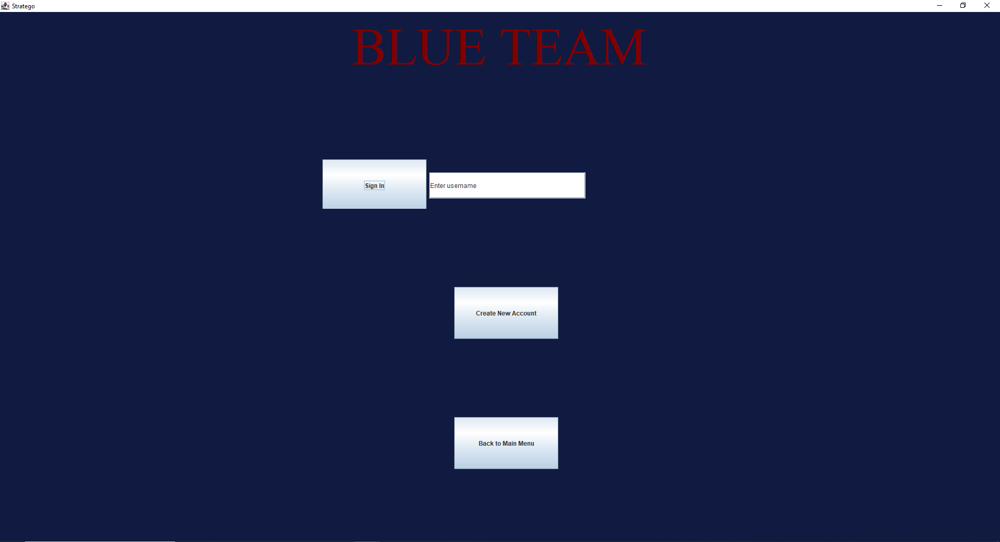 Stratego
BLUE TEAM
Sign In
Enter username
Create New Account
Back to Main Menu